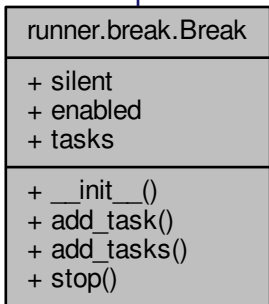 runner.break.Break
+ silent
+ enabled
+ tasks
+ __init__()
+ add_task()
+ add_tasks()
+ stop()